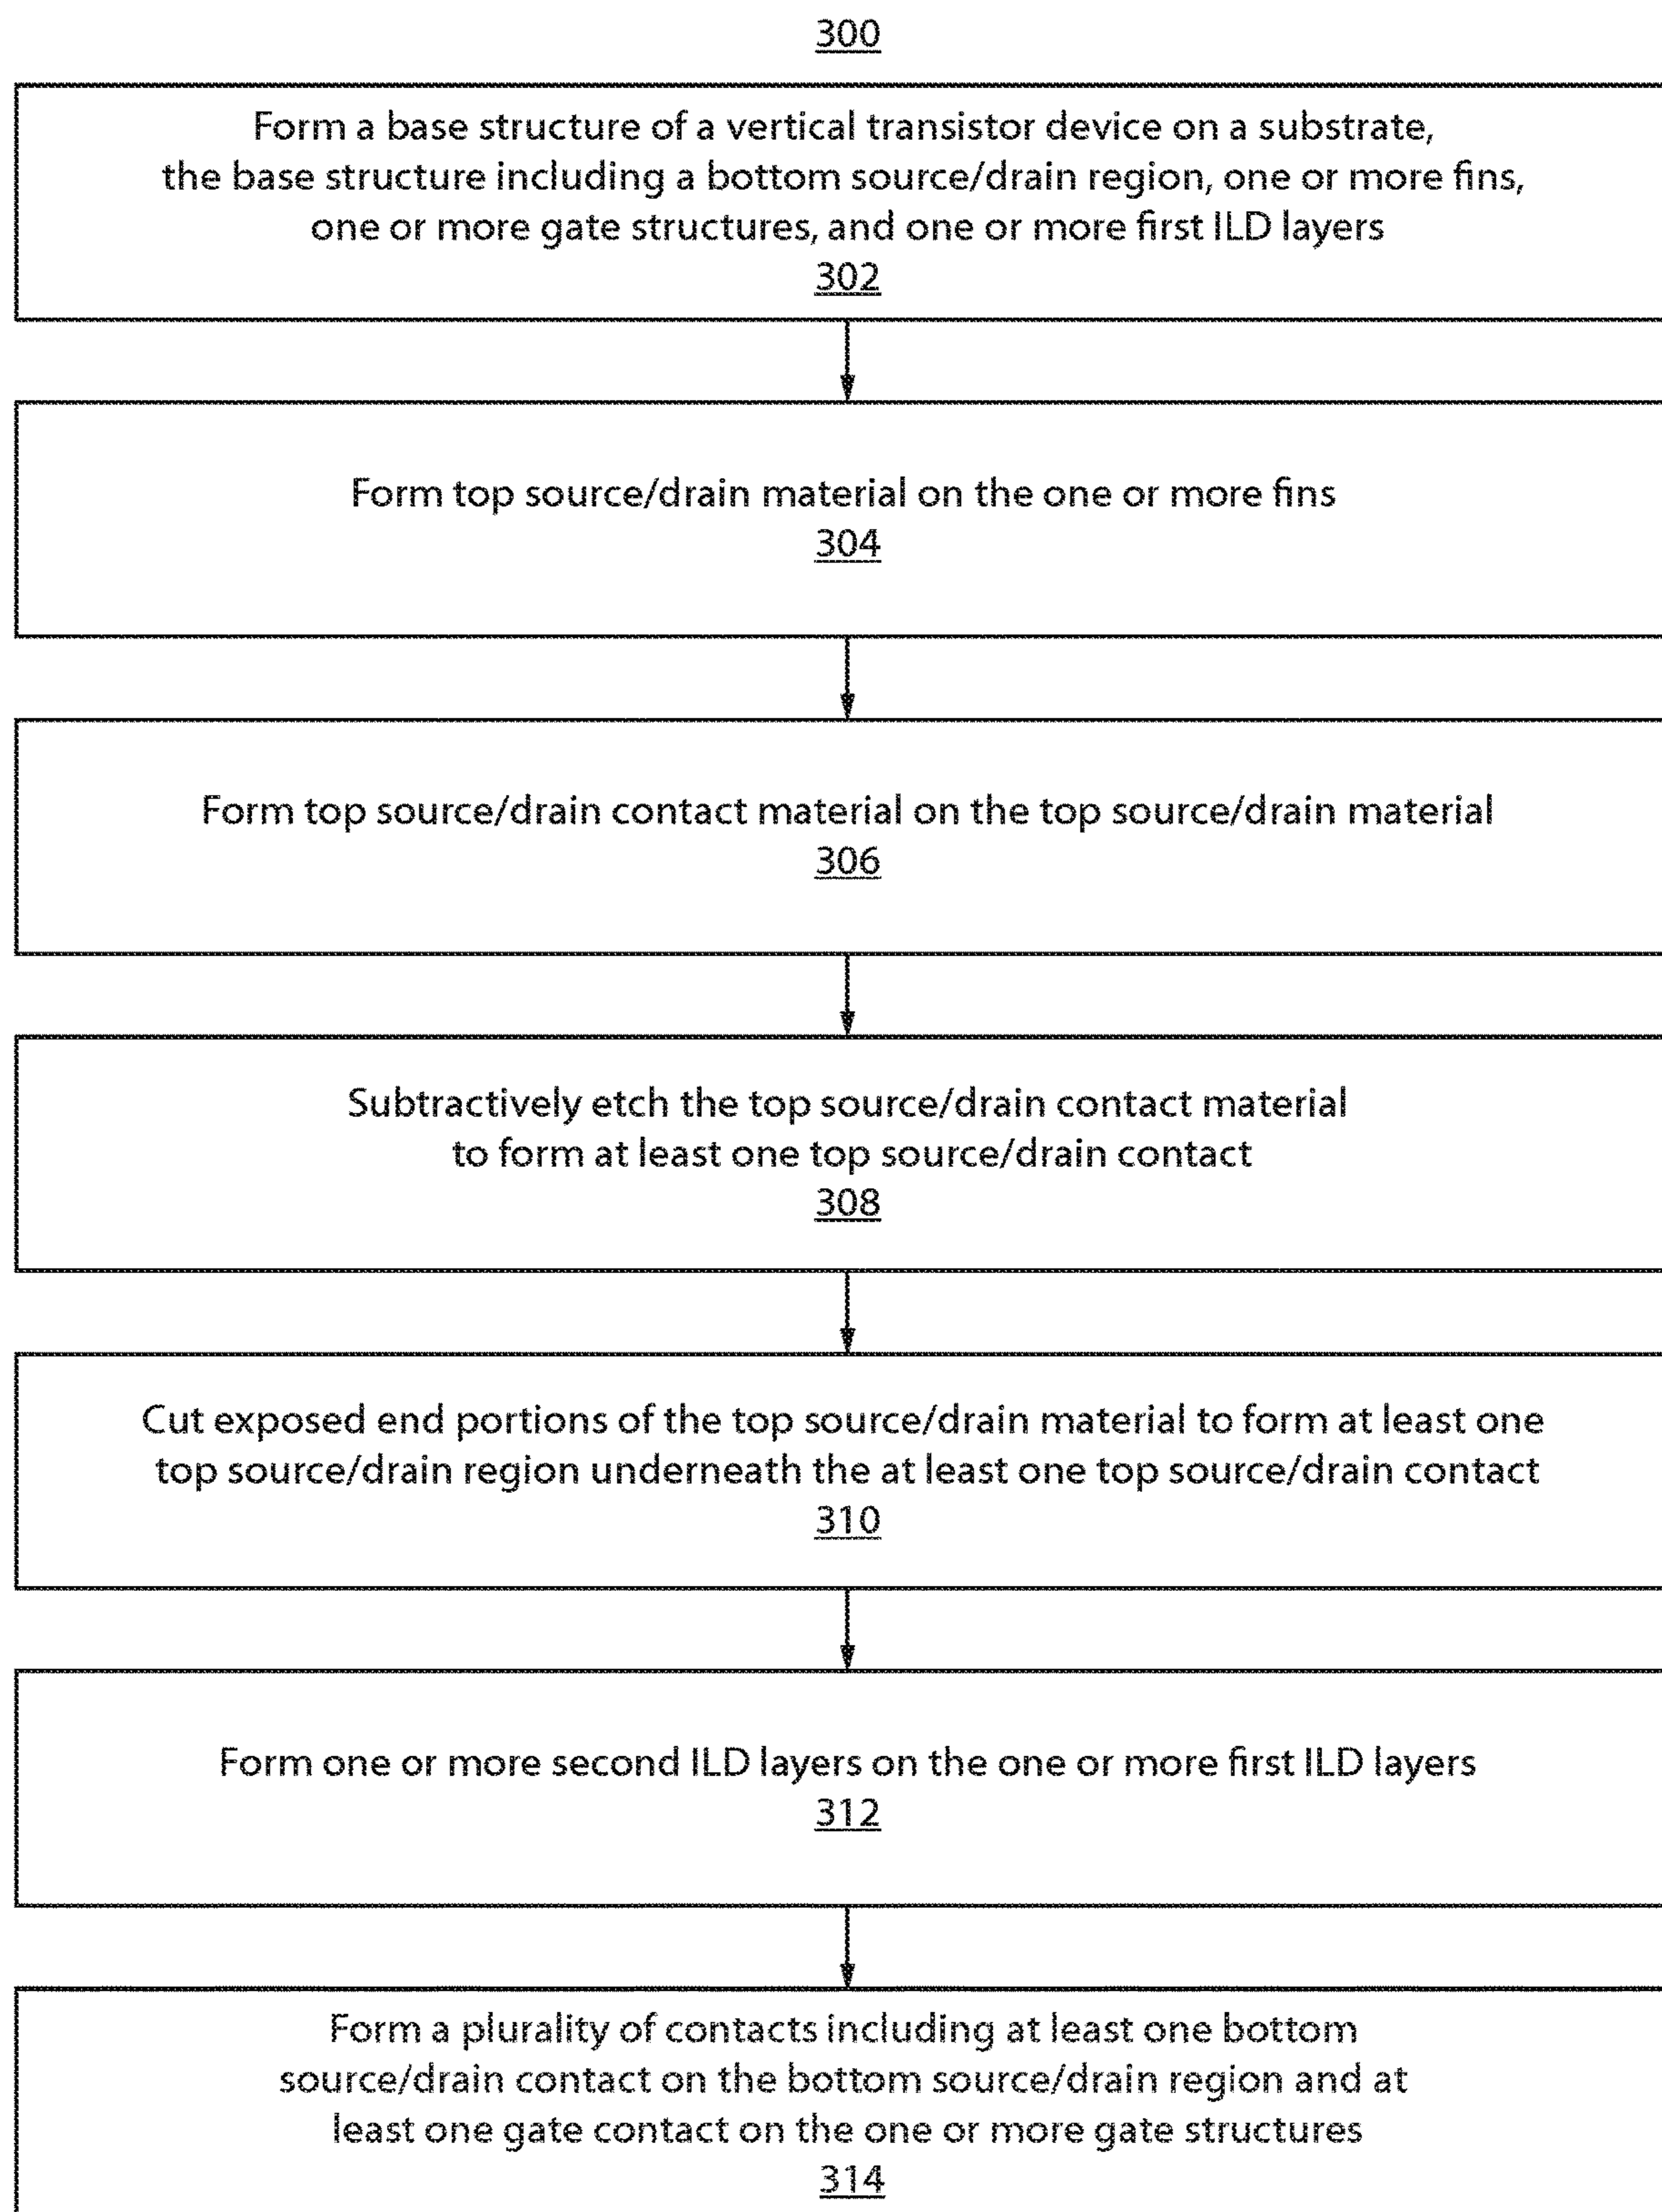 300
Form a base structure of a vertical transistor device on a substrate,
the base structure including a bottom source/drain region, one or more fins,
one or more gate structures, and one or more first ILD layers
302
Form top source/drain material on the one or more fins
304
Form top source/drain contact material on the top source/drain material
306
Subtractively etch the top source/drain contact material
to form at least one top source/drain contact
308
Cut exposed end portions of the top source/drain material to form at least one
top source/drain region underneath the at least one top source/drain contact
310
Form one or more second ILD layers on the one or more first ILD layers
312
Form a plurality of contacts including at least one bottom
source/drain contact on the bottom source/drain region and at
least one gate contact on the one or more gate structures
314